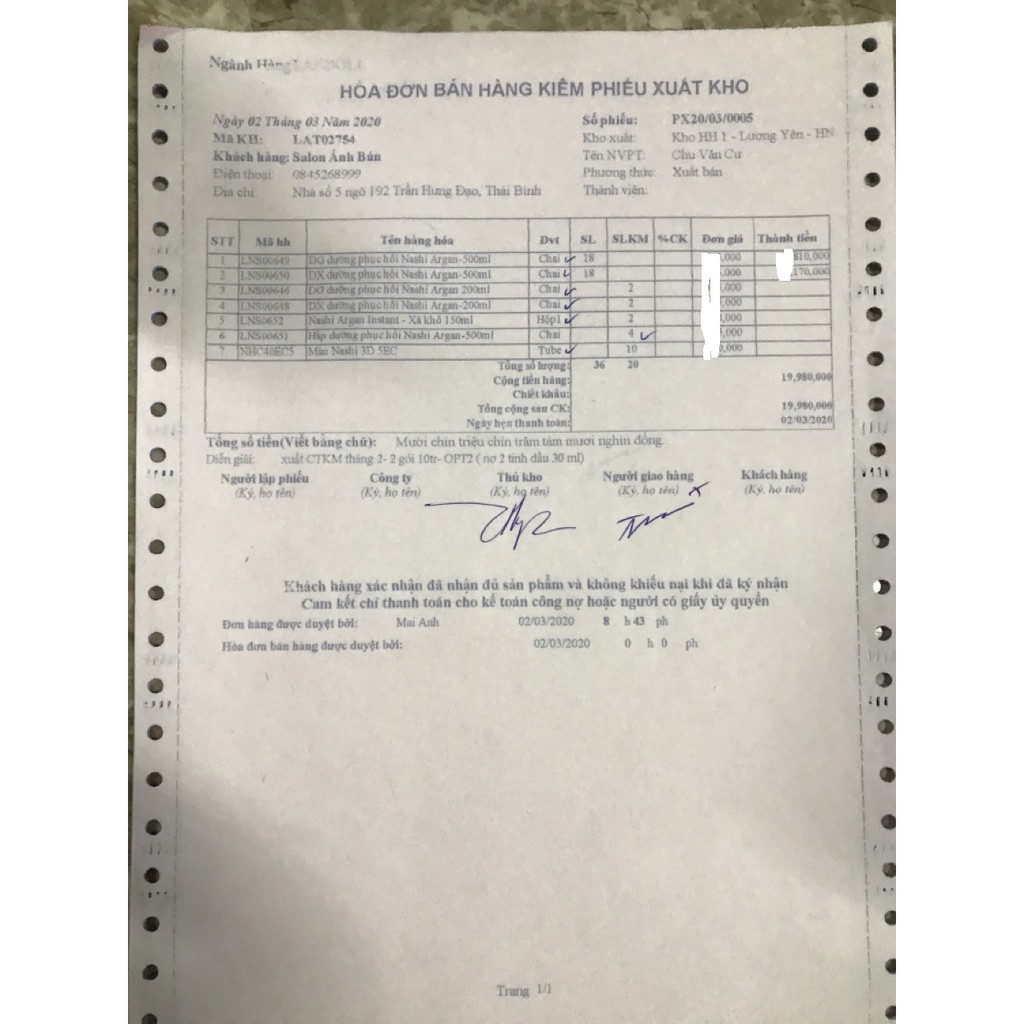 Ngành Hàng
HÓA ĐƠN BÁN HÀNG KIÊM PHIẾU XUẤT KHO
Ngày 02 Tháng 03 Năm 2020 Số phiếu: PX20/03/0005
Mã KH: LAT02754 Kho xuất: Kho HH 1 - Lương Yên - HN
Khách hàng: Salon Ánh Bún Tên NVPT: Chu Văn Cư
Điện thoại: 0845268999 Phương thức: Xuất bán
Địa chỉ: Nhà số 5 ngõ 192 Trần Hưng Đạo, Thái Bình Thành viên:
STT Mã hh Tên hàng hóa Đvt SL SLKM %CK Đơn giá Thành tiền
1 LNS00649 DG dưỡng phục hồi Nashi Argan-500ml Chai 18 ,000 810,000
2 LNS00650 DX dưỡng phục hồi Nashi Argan-500ml Chai 18 ,000 170,000
3 LNS00646 DG dưỡng phục hồi Nashi Argan 200ml Chai 2 ,000
4 LNS00648 DX dưỡng phục hồi Nashi Argan-200ml Chai 2 ,000
5 LNS0652 Nashi Argan Instant - Xả khô 150ml Hộp1 2 ,000
6 LNS00651 Hấp dưỡng phục hồi Nashi Argan-500ml Chai 4 ,000
7 NHC40EC5 Màu Nashi 3D 5EC Tube 10 0,000
Tổng số lượng: 36 20
Cộng tiền hàng: 19,980,000
Chiết khấu:
Tổng cộng sau CK: 19,980,000
Ngày hẹn thanh toán: 02/03/2020
Tổng số tiền(Viết bằng chữ): Mười chín triệu chín trăm tám mươi nghìn đồng.
Diễn giải: xuất CTKM tháng 2- 2 gói 10tr- OPT2 ( nợ 2 tinh dầu 30 ml)
Người lập phiếu Công ty Thủ kho Người giao hàng Khách hàng
(Ký, họ tên) (Ký, họ tên) (Ký, họ tên) (Ký, họ tên) (Ký, họ tên)
Khách hàng xác nhận đã nhận đủ sản phẩm và không khiếu nại khi đã ký nhận
Cam kết chỉ thanh toán cho kế toán công nợ hoặc người có giấy ủy quyền
Đơn hàng được duyệt bởi: Mai Anh 02/03/2020 8 h 43 ph
Hóa đơn bán hàng được duyệt bởi: 02/03/2020 0 h 0 ph
Trang 1/1